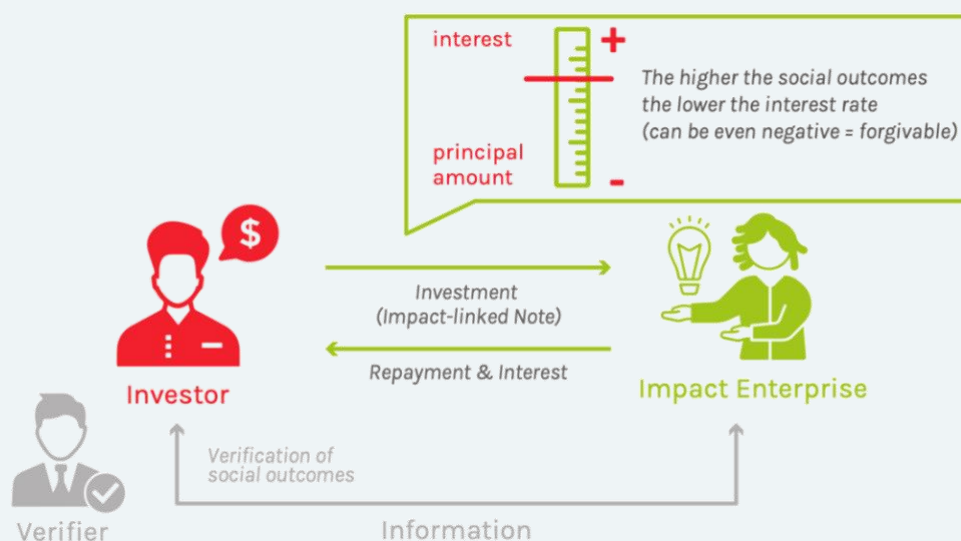 interest
+
The higher the social outcomes
the lower the interest rate
(can be even negative = forgivable)
principal
amount
-
$
Investment
(Impact-linked Note)
Repayment & Interest
Investor
Impact Enterprise
Verification of
social outcomes
Verifier
Information